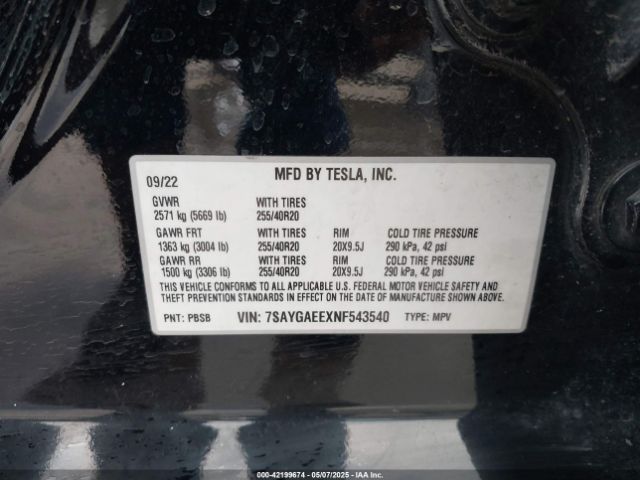 MFD BY TESLA, INC.
09/22
GVWR WITH TIRES
2571 kg (5669 lb) 255/40R20
GAWR FRT WITH TIRES RIM COLD TIRE PRESSURE
1363 kg (3004 lb) 255/40R20 20X9.5J 290 kPa, 42 psi
GAWR RR WITH TIRES RIM COLD TIRE PRESSURE
1500 kg (3306 lb) 255/40R20 20X9.5J 290 kPa, 42 psi
THIS VEHICLE CONFORMS TO ALL APPLICABLE U.S. FEDERAL MOTOR VEHICLE SAFETY AND
THEFT PREVENTION STANDARDS IN EFFECT ON THE DATE OF MANUFACTURE SHOWN ABOVE.
PNT: PBSB VIN: 7SAYGAEEXNF543540 TYPE: MPV
000-42199674 - 05/07/2025 - IAAI.COM